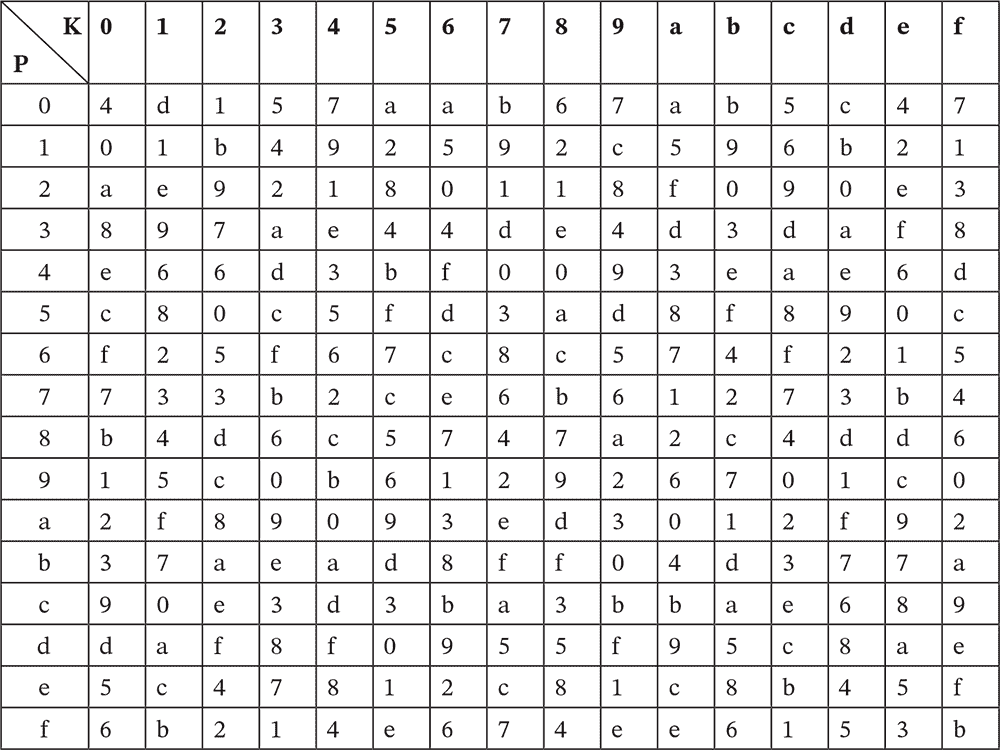 K 0 1 2 3 4 5 6 7 8 9 a b c d e f
P
0 4 d 1 5 7 a a b 6 7 a b 5 c 4 7
1 0 1 b 4 9 2 5 9 2 c 5 9 6 b 2 1
2 a e 9 2 1 8 0 1 1 8 f 0 9 0 e 3
3 8 9 7 a e 4 4 d e 4 d 3 d a f 8
4 e 6 6 d 3 b f 0 0 9 3 e a e 6 d
5 c 8 0 c 5 f d 3 a d 8 f 8 9 0 c
6 f 2 5 f 6 7 c 8 c 5 7 4 f 2 1 5
7 7 3 3 b 2 c e 6 b 6 1 2 7 3 b 4
8 b 4 d 6 c 5 7 4 7 a 2 c 4 d d 6
9 1 5 c 0 b 6 1 2 9 2 6 7 0 1 c 0
a 2 f 8 9 0 9 3 e d 3 0 1 2 f 9 2
b 3 7 a e a d 8 f f 0 4 d 3 7 7 a
c 9 0 e 3 d 3 b a 3 b b a e 6 8 9
d d a f 8 f 0 9 5 5 f 9 5 c 8 a e
e 5 c 4 7 8 1 2 c 8 1 c 8 b 4 5 f
f 6 b 2 1 4 e 6 7 4 e e 6 1 5 3 b